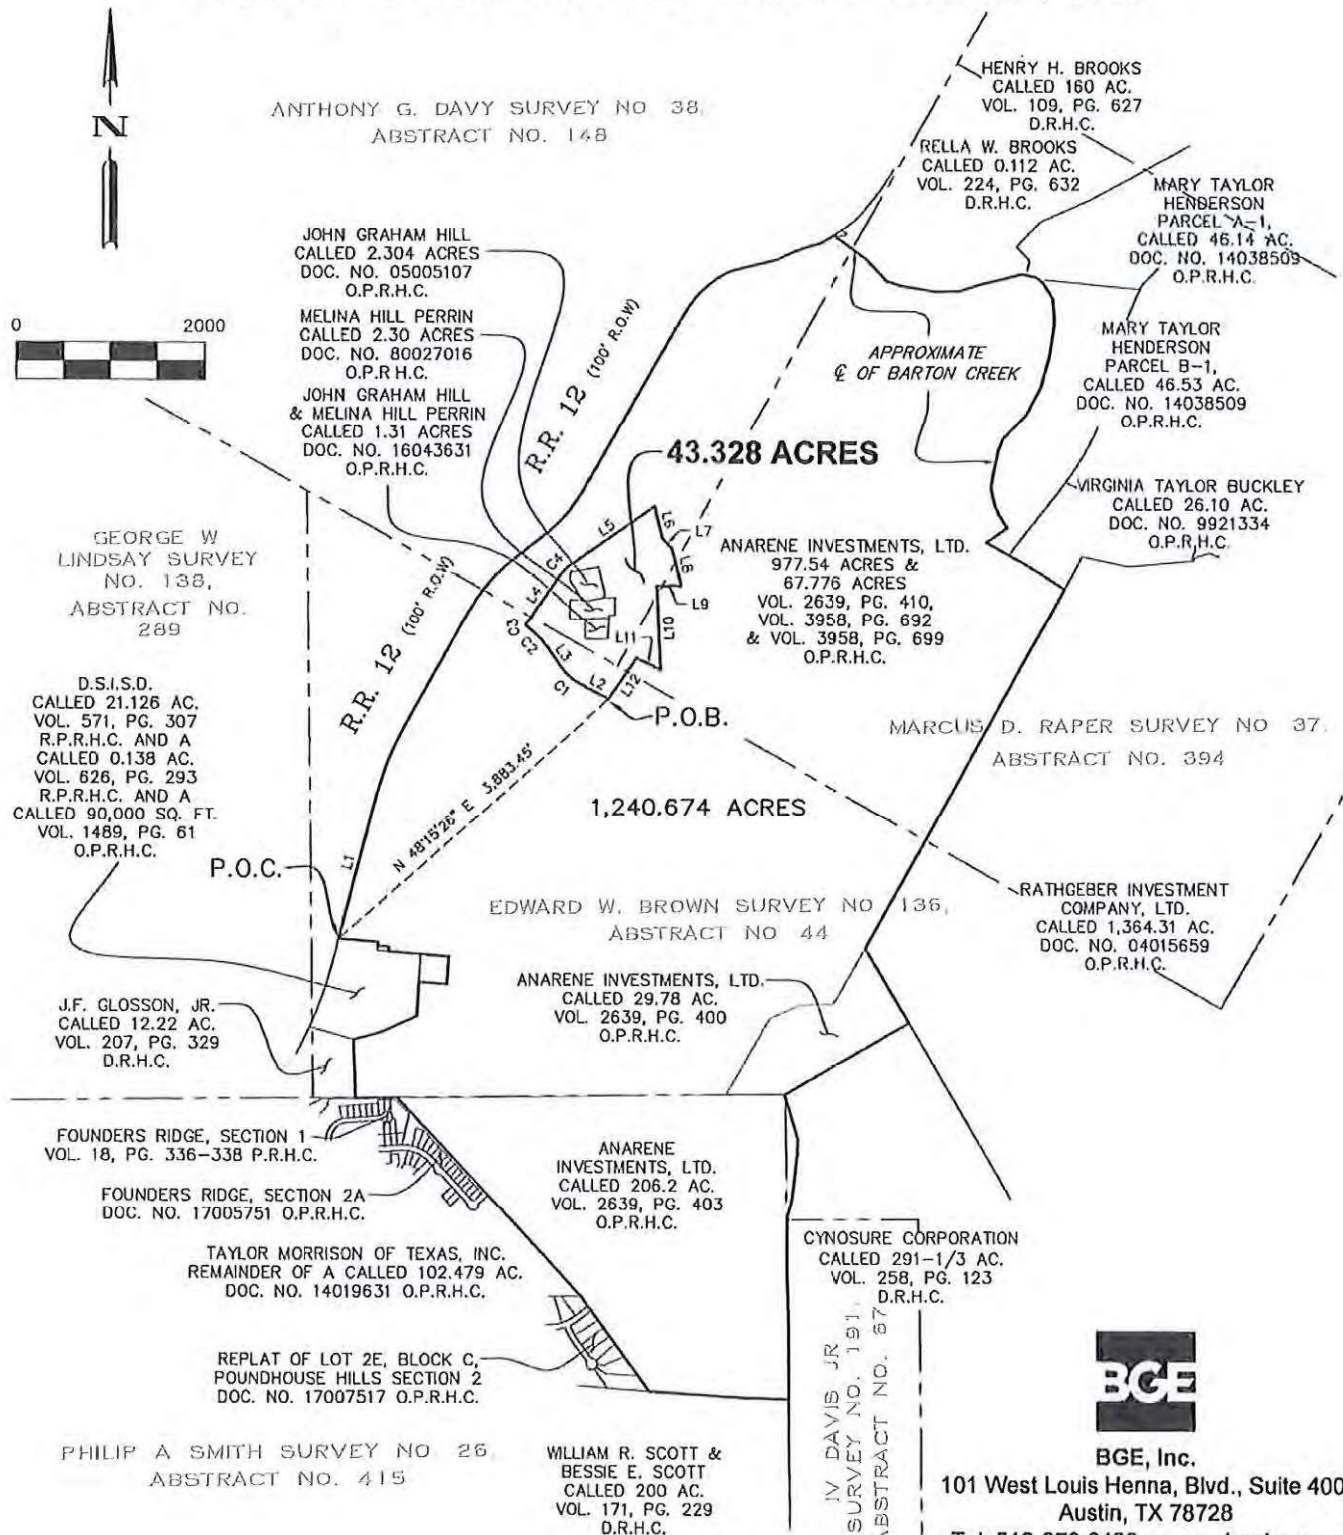 HENRY H. BROOKS
CALLED 160 AC.
VOL. 109, PG. 627
D.R.H.C.
N
ANTHONY G. DAVY SURVEY NO 38,
ABSTRACT NO. 148
RELLA W. BROOKS
CALLED 0.112 AC.
VOL. 224, PG. 632
D.R.H.C.
MARY TAYLOR
HENDERSON
PARCEL A-1,
CALLED 46.14 AC.
DOC. NO. 14038509
O.P.R.H.C.
JOHN GRAHAM HILL
CALLED 2.304 ACRES
DOC. NO. 05005107
O.P.R.H.C.
0 2000
MELINA HILL PERRIN
CALLED 2.30 ACRES
DOC. NO. 80027016
O.P.R H.C.
JOHN GRAHAM HILL
& MELINA HILL PERRIN
CALLED 1.31 ACRES
DOC. NO. 16043631
O.P.R.H.C.
R.R. 12 (100' R.O.W)
APPROXIMATE
℄ OF BARTON CREEK
MARY TAYLOR
HENDERSON
PARCEL B-1,
CALLED 46.53 AC.
DOC. NO. 14038509
O.P.R.H.C.
43.328 ACRES
VIRGINIA TAYLOR BUCKLEY
CALLED 26.10 AC.
DOC. NO. 9921334
O.P.R.H.C.
GEORGE W
LINDSAY SURVEY
NO. 138,
ABSTRACT NO.
289
L5
L6
L7
L8
L9
L10
L11
L12
C4
L4
C3
C2
L3
C1
L2
ANARENE INVESTMENTS, LTD.
977.54 ACRES &
67.776 ACRES
VOL. 2639, PG. 410,
VOL. 3958, PG. 692
& VOL. 3958, PG. 699
O.P.R.H.C.
R.R. 12 (100' R.O.W)
D.S.I.S.D.
CALLED 21.126 AC.
VOL. 571, PG. 307
R.P.R.H.C. AND A
CALLED 0.138 AC.
VOL. 626, PG. 293
R.P.R.H.C. AND A
CALLED 90,000 SQ. FT.
VOL. 1489, PG. 61
O.P.R.H.C.
P.O.B.
MARCUS D. RAPER SURVEY NO 37,
ABSTRACT NO. 394
N 48°15'26" E 3,883.45'
1,240.674 ACRES
L1
P.O.C.
EDWARD W. BROWN SURVEY NO 136,
ABSTRACT NO 44
RATHGEBER INVESTMENT
COMPANY, LTD.
CALLED 1,364.31 AC.
DOC. NO. 04015659
O.P.R.H.C.
ANARENE INVESTMENTS, LTD.
CALLED 29.78 AC.
VOL. 2639, PG. 400
O.P.R.H.C.
J.F. GLOSSON, JR.
CALLED 12.22 AC.
VOL. 207, PG. 329
D.R.H.C.
FOUNDERS RIDGE, SECTION 1
VOL. 18, PG. 336-338 P.R.H.C.
FOUNDERS RIDGE, SECTION 2A
DOC. NO. 17005751 O.P.R.H.C.
ANARENE
INVESTMENTS, LTD.
CALLED 206.2 AC.
VOL. 2639, PG. 403
O.P.R.H.C.
TAYLOR MORRISON OF TEXAS, INC.
REMAINDER OF A CALLED 102.479 AC.
DOC. NO. 14019631 O.P.R.H.C.
CYNOSURE CORPORATION
CALLED 291-1/3 AC.
VOL. 258, PG. 123
D.R.H.C.
REPLAT OF LOT 2E, BLOCK C,
POUNDHOUSE HILLS SECTION 2
DOC. NO. 17007517 O.P.R.H.C.
IV DAVIS JR
SURVEY NO. 191,
ABSTRACT NO. 67
PHILIP A SMITH SURVEY NO 26,
ABSTRACT NO. 415
WILLIAM R. SCOTT &
BESSIE E. SCOTT
CALLED 200 AC.
VOL. 171, PG. 229
D.R.H.C.
BGE
BGE, Inc.
101 West Louis Henna, Blvd., Suite 400
Austin, TX 78728